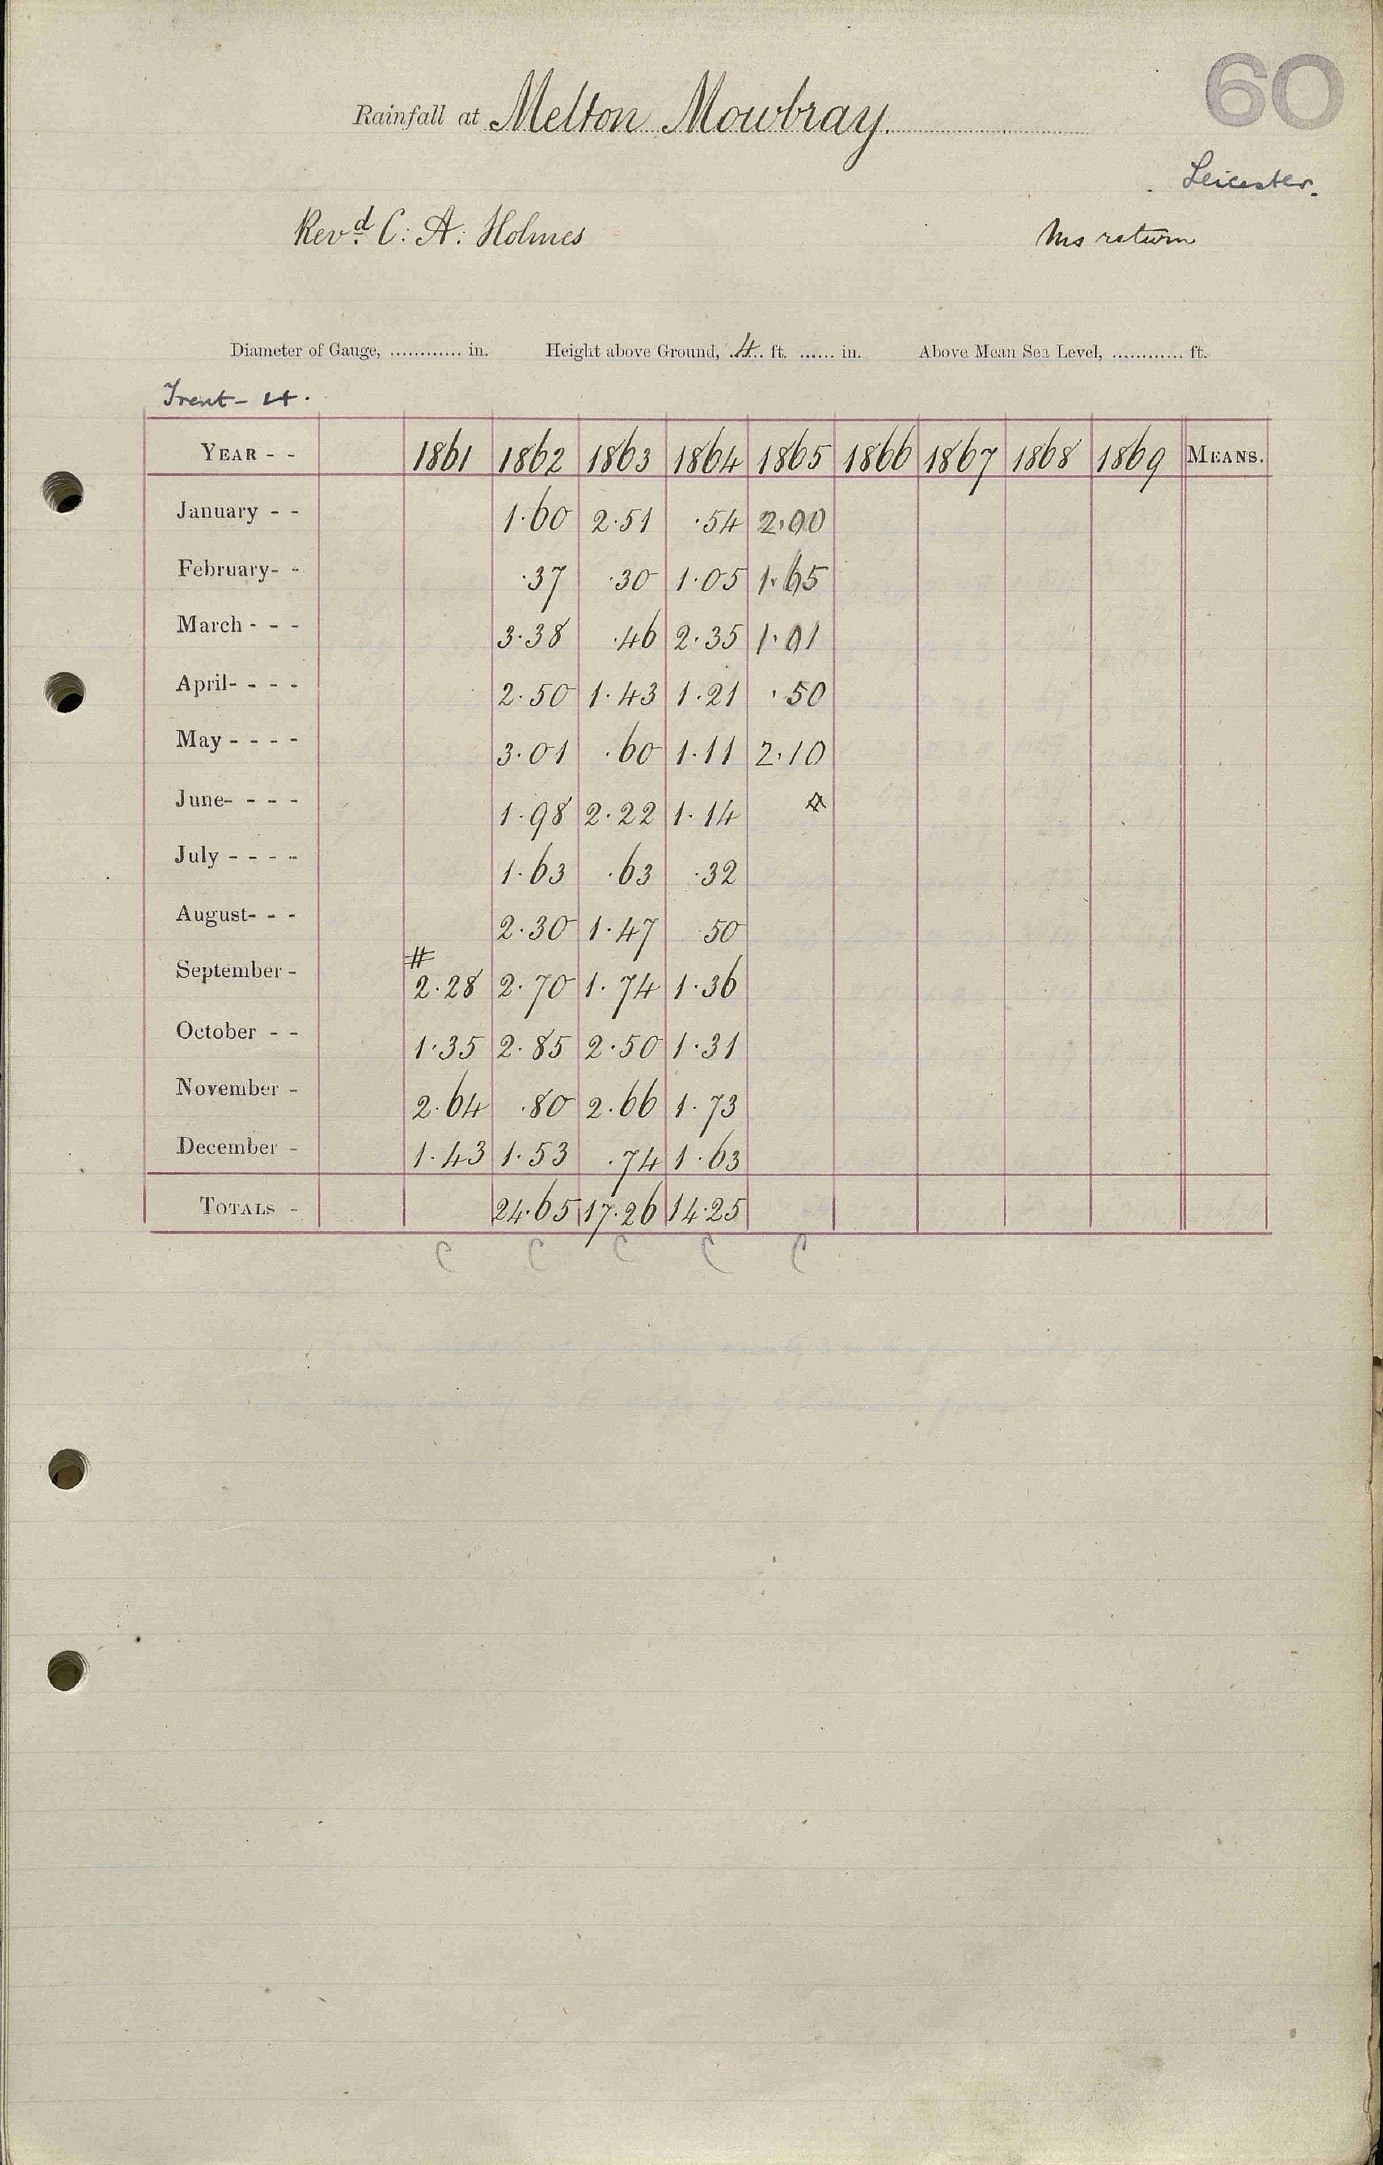 60
Rainfall at Melton Mowbray.
Leicester.
Revd. C: A: Holmes
Ms return
Diameter of Gauge, ............ in. Height above Ground, ..4.. ft. ...... in. Above Mean Sea Level, ............ ft.
YEAR - - 1861 1862 1863 1864 1865 1866 1867 1868 1869 MEANS.
January - - 1.60 2.51 .54 2.00
February- - .37 .30 1.05 1.65
March - - - 3.38 .46 2.35 1.01
April- - - - 2.50 1.43 1.21 .50
May - - - - 3.01 .60 1.11 2.10
June- - - - 1.98 2.22 1.14
July - - - - 1.63 .63 .32
August- - - 2.30 1.47 50
#
September - 2.28 2.70 1.74 1.36
October - - 1.35 2.85 2.50 1.31
November - 2.64 .80 2.66 1.73
December - 1.43 1.53 .74 1.63
TOTALS - 24.65 17.26 14.25